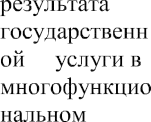 результата
государственн
ой услуги в
многофункцио
нальном